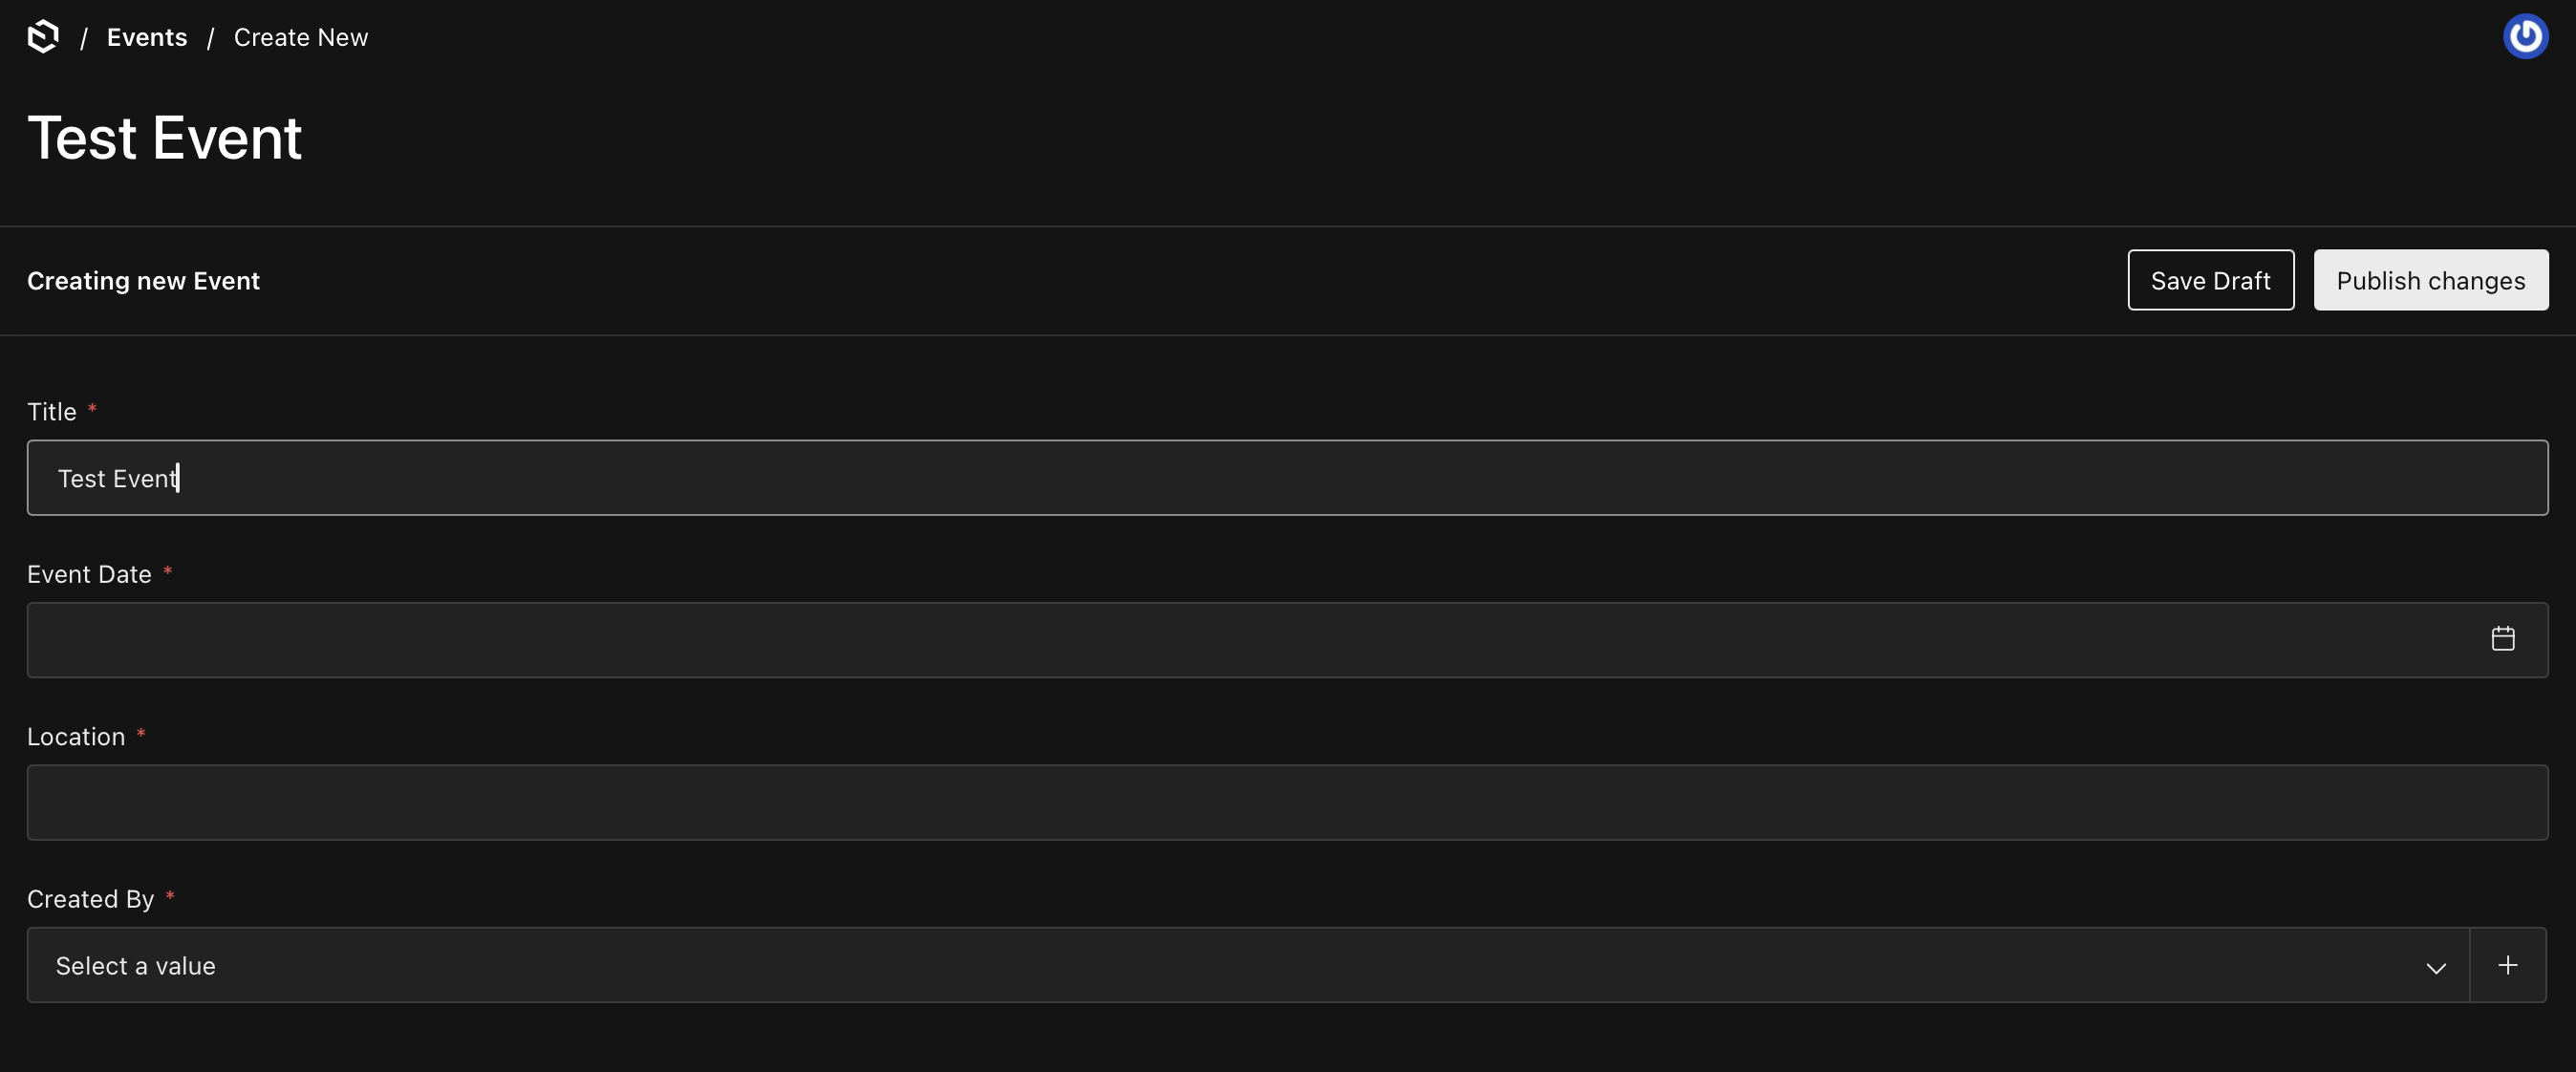 / Events / Create New
Test Event
Creating new Event
Save Draft
Publish changes
Title *
Test Event
Event Date *
Location *
Created By *
Select a value